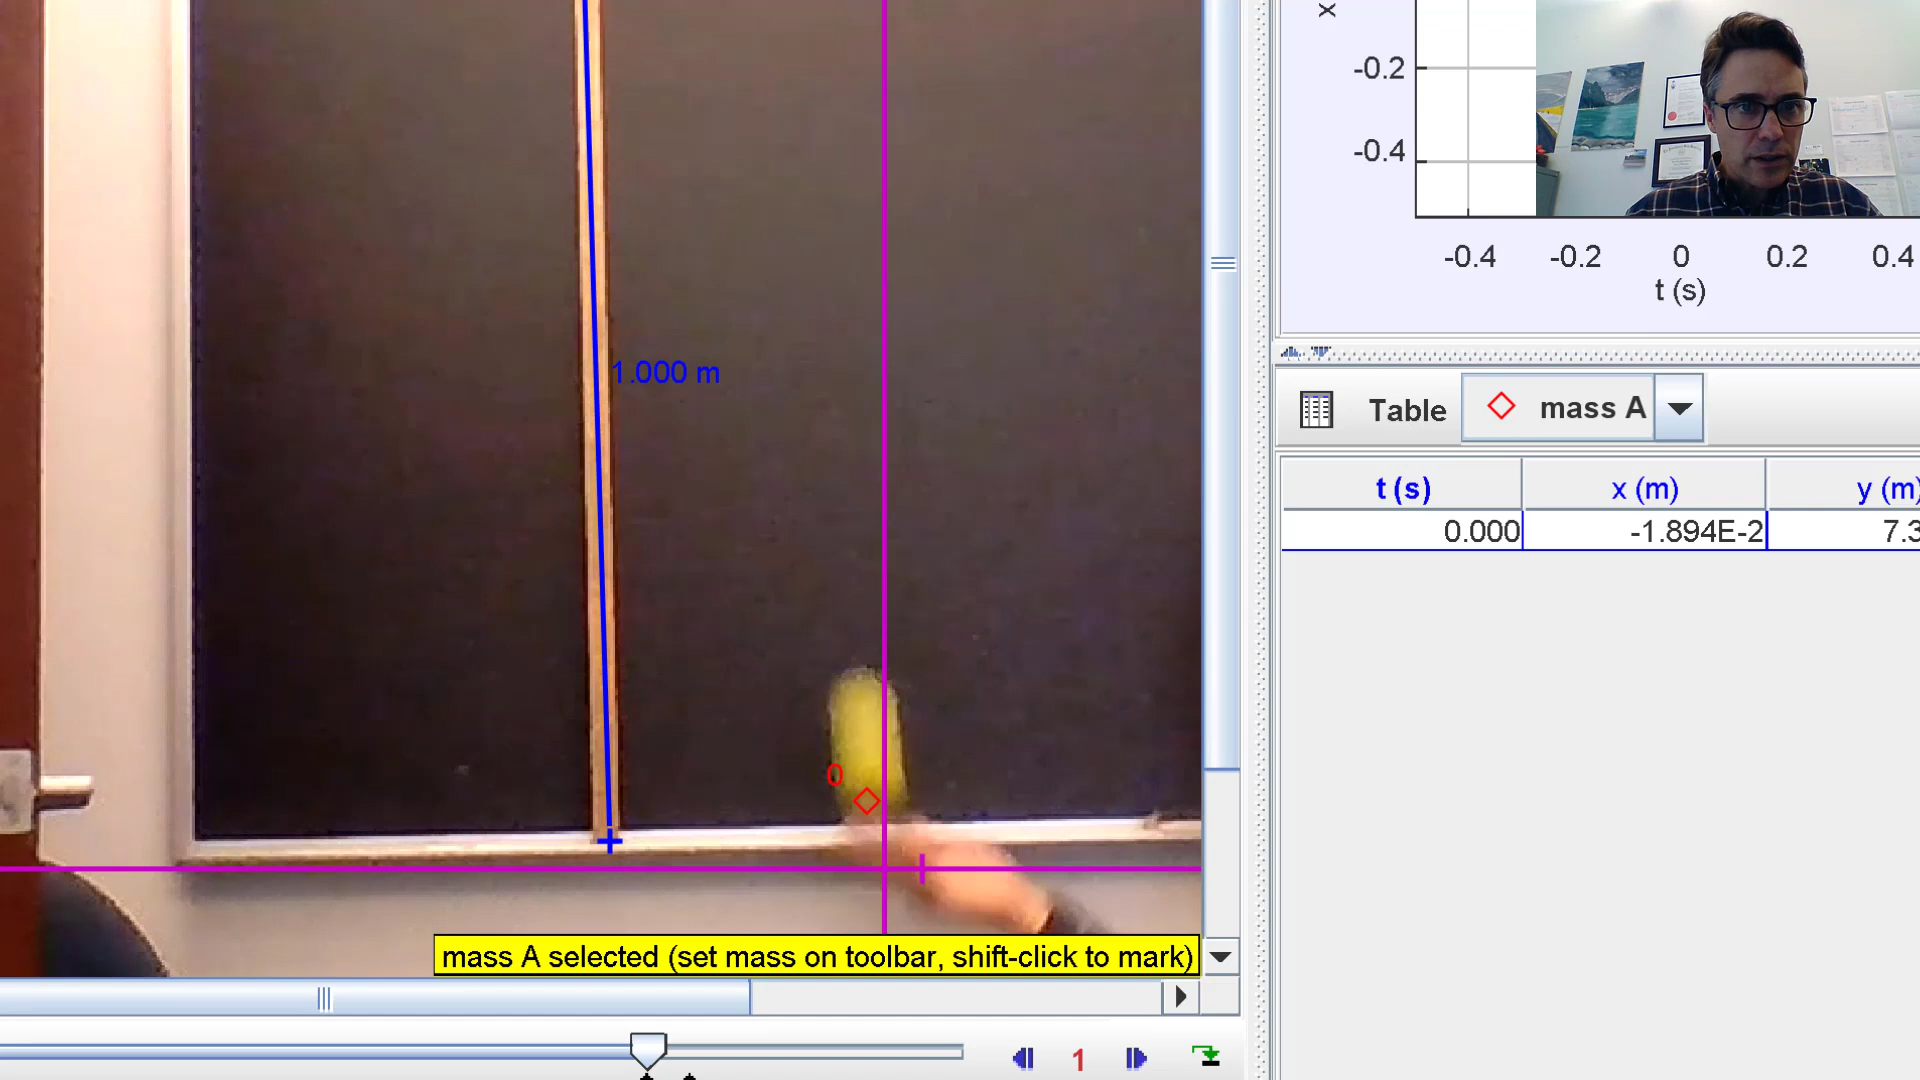 x
-0.2
-0.4
-0.4 -0.2 0 0.2 0.4
t (s)
1.000 m
Table mass A
t (s) x (m) y (m)
0.000 -1.894E-2 7.3
0
mass A selected (set mass on toolbar, shift-click to mark)
1